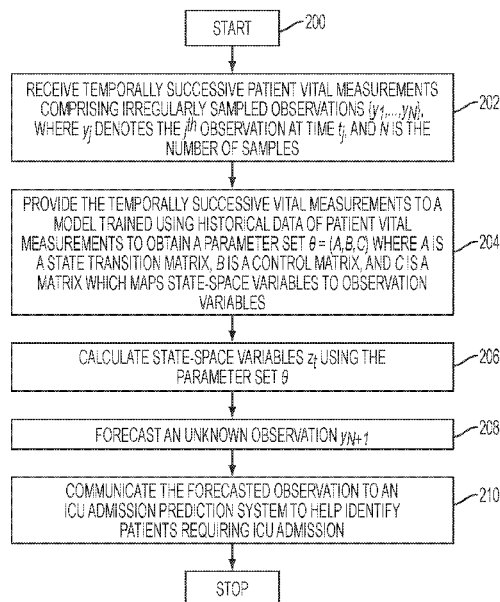 START
200
RECEIVE TEMPORALLY SUCCESSIVE PATIENT VITAL MEASUREMENTS
COMPRISING IRREGULARLY SAMPLED OBSERVATIONS {y1,...,yN},
WHERE yj DENOTES THE jth OBSERVATION AT TIME tj, AND N IS THE
NUMBER OF SAMPLES
202
PROVIDE THE TEMPORALLY SUCCESSIVE VITAL MEASUREMENTS TO A
MODEL TRAINED USING HISTORICAL DATA OF PATIENT VITAL
MEASUREMENTS TO OBTAIN A PARAMETER SET θ = (A,B,C) WHERE A IS
A STATE TRANSITION MATRIX, B IS A CONTROL MATRIX, AND C IS A
MATRIX WHICH MAPS STATE-SPACE VARIABLES TO OBSERVATION
VARIABLES
204
CALCULATE STATE-SPACE VARIABLES zt USING THE
PARAMETER SET θ
206
FORECAST AN UNKNOWN OBSERVATION yN+1
208
COMMUNICATE THE FORECASTED OBSERVATION TO AN
ICU ADMISSION PREDICTION SYSTEM TO HELP IDENTIFY
PATIENTS REQUIRING ICU ADMISSION
210
STOP